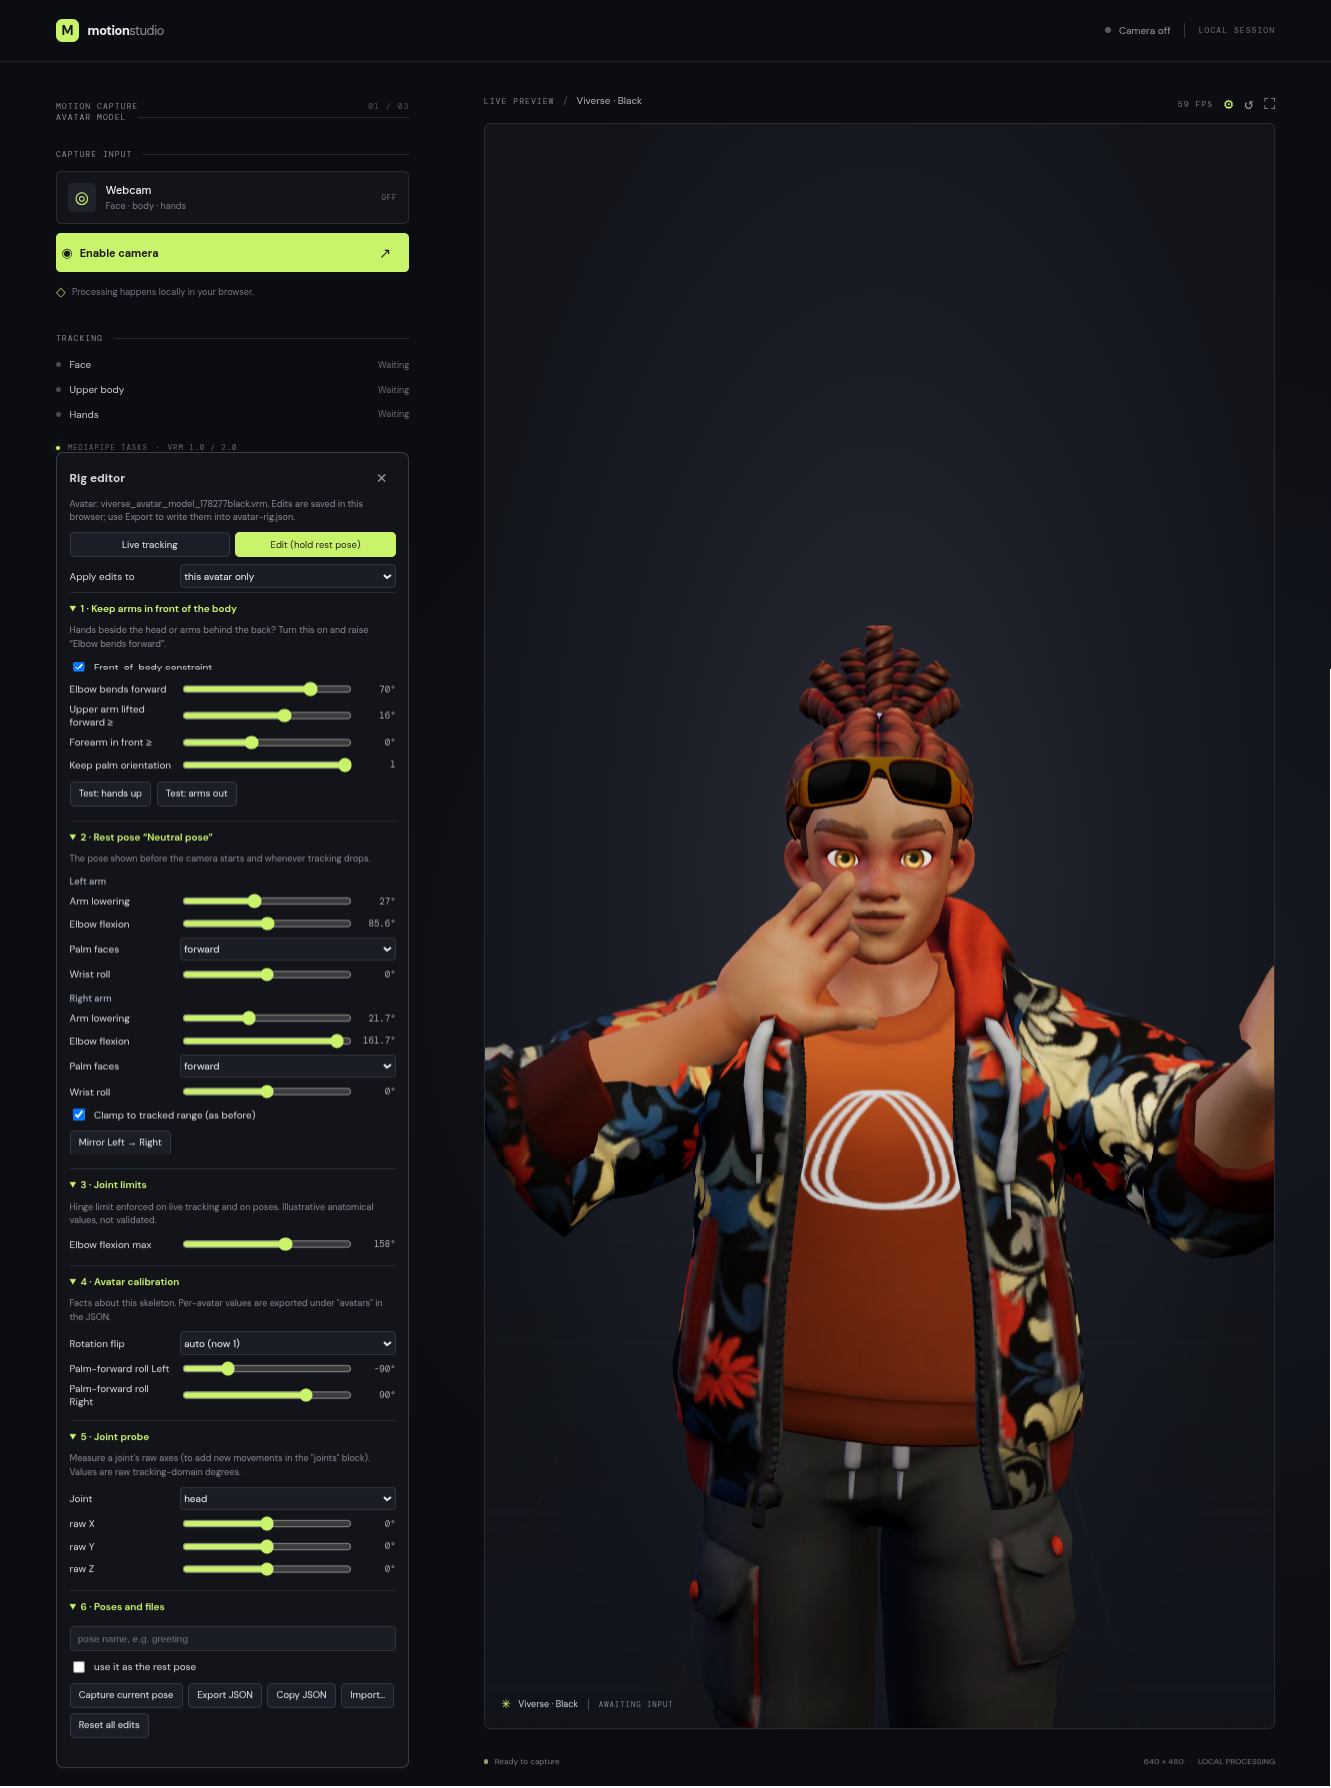 M motionstudio
Camera off
LOCAL SESSION
MOTION CAPTURE
01 / 03
AVATAR MODEL
CAPTURE INPUT
Webcam
Face · body · hands
OFF
Enable camera
Processing happens locally in your browser.
TRACKING
Face
Waiting
Upper body
Waiting
Hands
Waiting
MEDIAPIPE TASKS · VRM 1.0 / 2.0
Rig editor
Avatar: viverse_avatar_model_178277black.vrm. Edits are saved in this
browser; use Export to write them into avatar-rig.json.
Live tracking
Edit (hold rest pose)
Apply edits to
this avatar only
1 · Keep arms in front of the body
Hands beside the head or arms behind the back? Turn this on and raise
"Elbow bends forward".
Front-of-body constraint
Elbow bends forward
70°
Upper arm lifted
forward ≥
16°
Forearm in front ≥
0°
Keep palm orientation
1
Test: hands up
Test: arms out
2 · Rest pose “Neutral pose”
The pose shown before the camera starts and whenever tracking drops.
Left arm
Arm lowering
27°
Elbow flexion
85.6°
Palm faces
forward
Wrist roll
0°
Right arm
Arm lowering
21.7°
Elbow flexion
161.7°
Palm faces
forward
Wrist roll
0°
Clamp to tracked range (as before)
Mirror Left → Right
3 · Joint limits
Hinge limit enforced on live tracking and on poses. Illustrative anatomical
values, not validated.
Elbow flexion max
158°
4 · Avatar calibration
Facts about this skeleton. Per-avatar values are exported under "avatars" in
the JSON.
Rotation flip
auto (now 1)
Palm-forward roll Left
-90°
Palm-forward roll
Right
90°
5 · Joint probe
Measure a joint's raw axes (to add new movements in the "joints" block).
Values are raw tracking-domain degrees.
Joint
head
raw X
0°
raw Y
0°
raw Z
0°
6 · Poses and files
pose name, e.g. greeting
use it as the rest pose
Capture current pose
Export JSON
Copy JSON
Import…
Reset all edits
LIVE PREVIEW / Viverse · Black
59 FPS
Viverse · Black
AWAITING INPUT
Ready to capture
640 × 480 · LOCAL PROCESSING